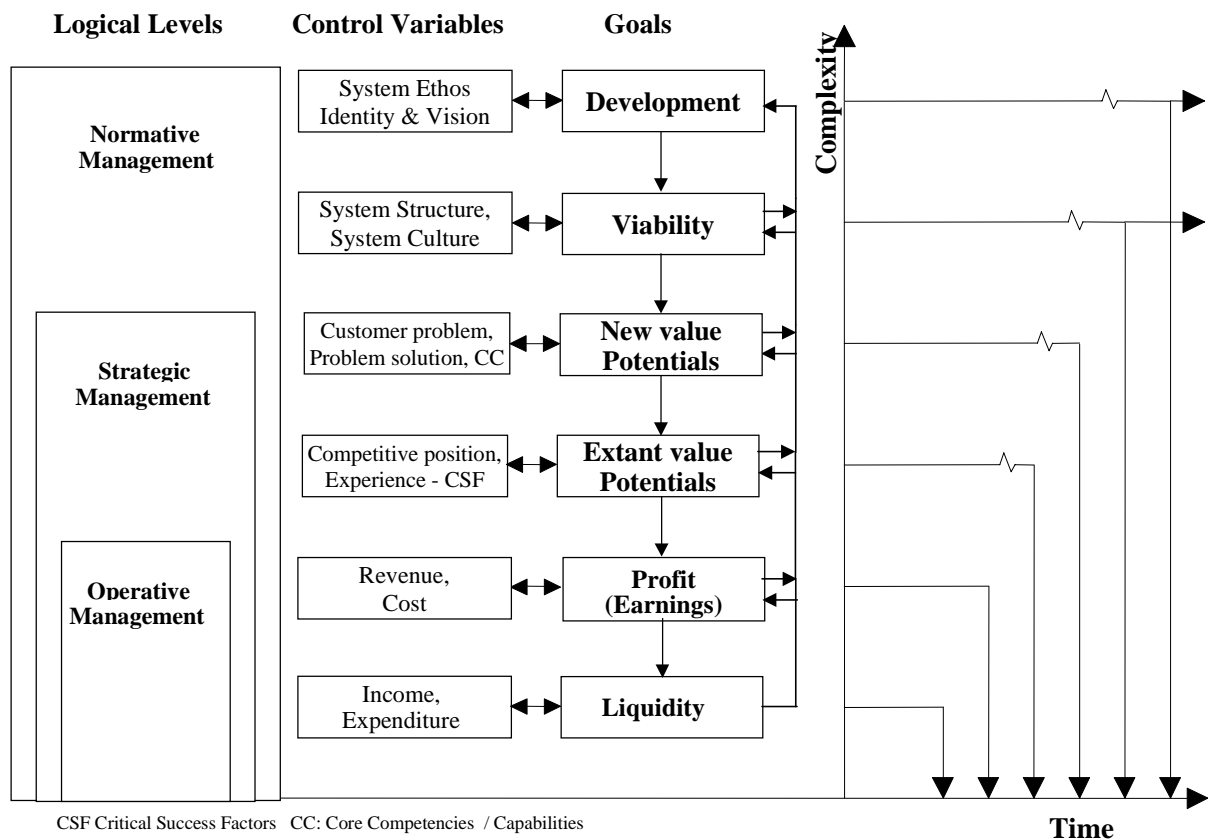 Logical Levels
Control Variables
Goals
Complexity
Normative
Management
System Ethos
Identity & Vision
Development
System Structure,
System Culture
Viability
Strategic
Management
Customer problem,
Problem solution, CC
New value
Potentials
Competitive position,
Experience - CSF
Extant value
Potentials
Operative
Management
Revenue,
Cost
Profit
(Earnings)
Income,
Expenditure
Liquidity
CSF Critical Success Factors CC: Core Competencies / Capabilities
Time